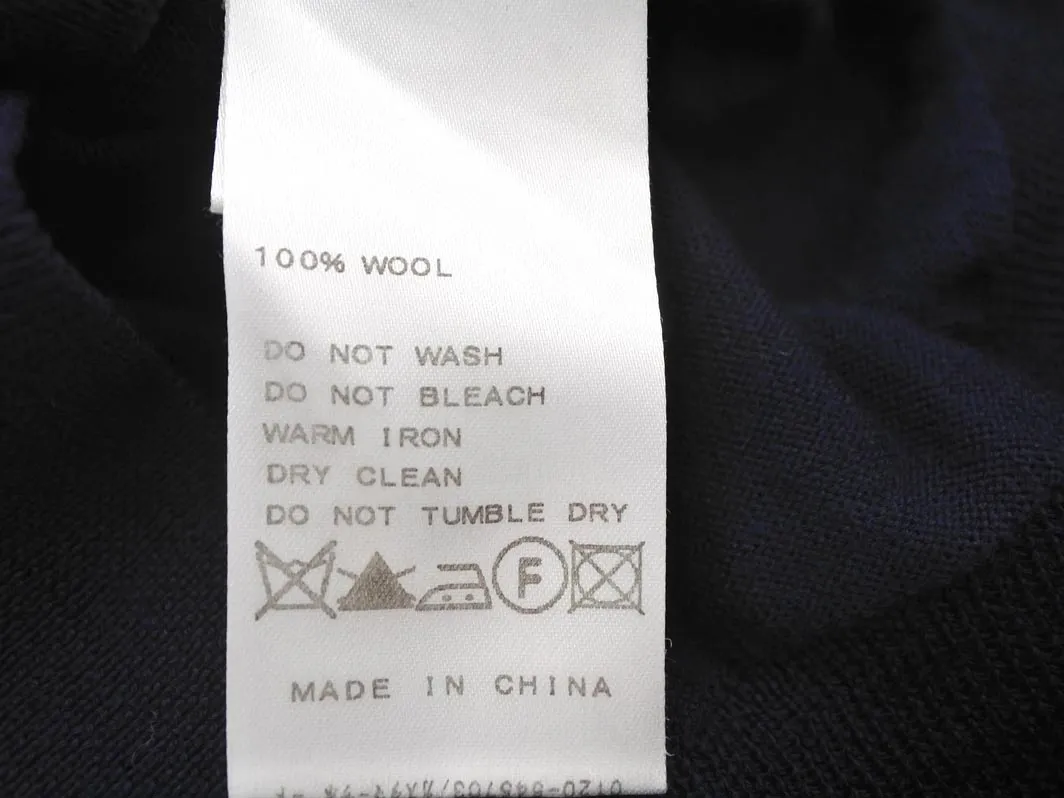 100% WOOL
DO NOT WASH
DO NOT BLEACH
WARM IRON
DRY CLEAN
DO NOT TUMBLE DRY
F
MADE IN CHINA